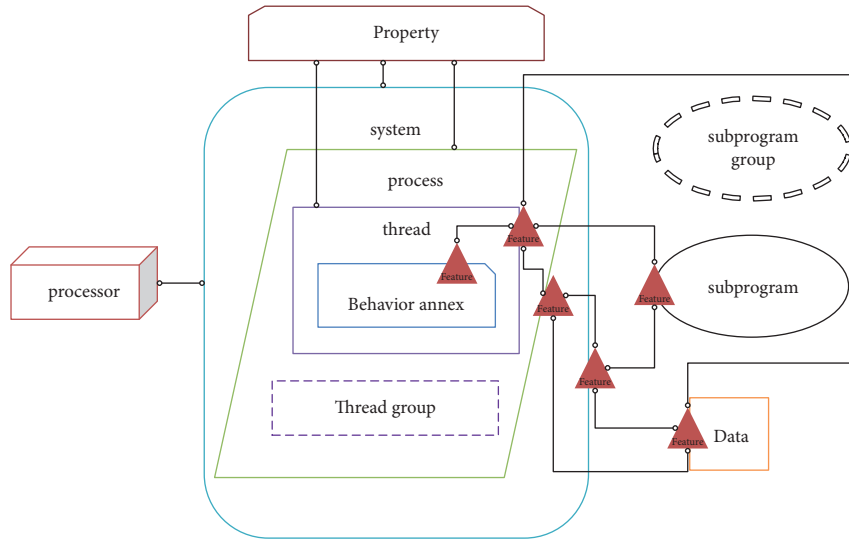 Property
system
subprogram
group
process
thread
Feature
Feature
processor
Behavior annex
Feature
Feature
subprogram
Feature
Thread group
Feature
Data